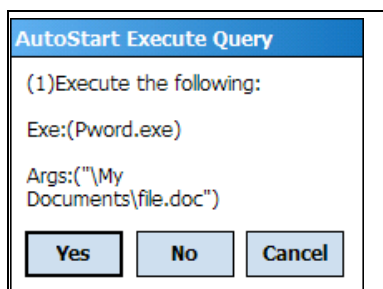 AutoStart Execute Query
(1)Execute the following:
Exe:(Pword.exe)
Args:("\My
Documents\file.doc")
Yes No Cancel